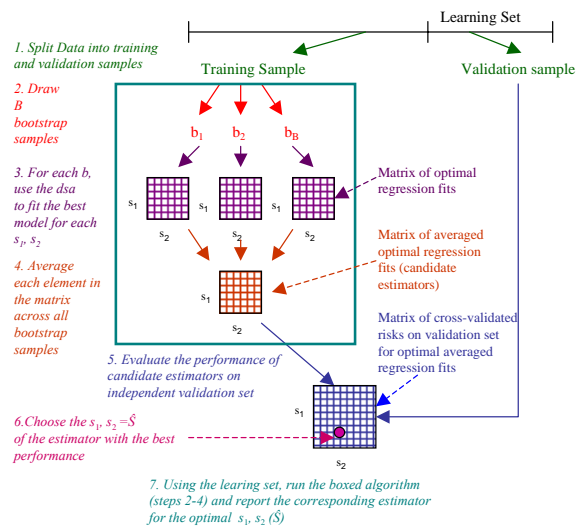 Learning Set
1. Split Data into training
and validation samples
Training Sample
Validation sample
2. Draw
B
bootstrap
samples
b1
b2
bB
3. For each b,
use the dsa
to fit the best
model for each
s1, s2
s1
s1
s1
s2
s2
s2
Matrix of optimal
regression fits
4. Average
each element in
the matrix
across all
bootstrap
samples
s1
s2
Matrix of averaged
optimal regression
fits (candidate
estimators)
Matrix of cross-validated
risks on validation set
for optimal averaged
regression fits
5. Evaluate the performance of
candidate estimators on
independent validation set
s1
s2
6.Choose the s1, s2 =Ŝ
of the estimator with the best
performance
7. Using the learing set, run the boxed algorithm
(steps 2-4) and report the corresponding estimator
for the optimal s1, s2 (Ŝ)